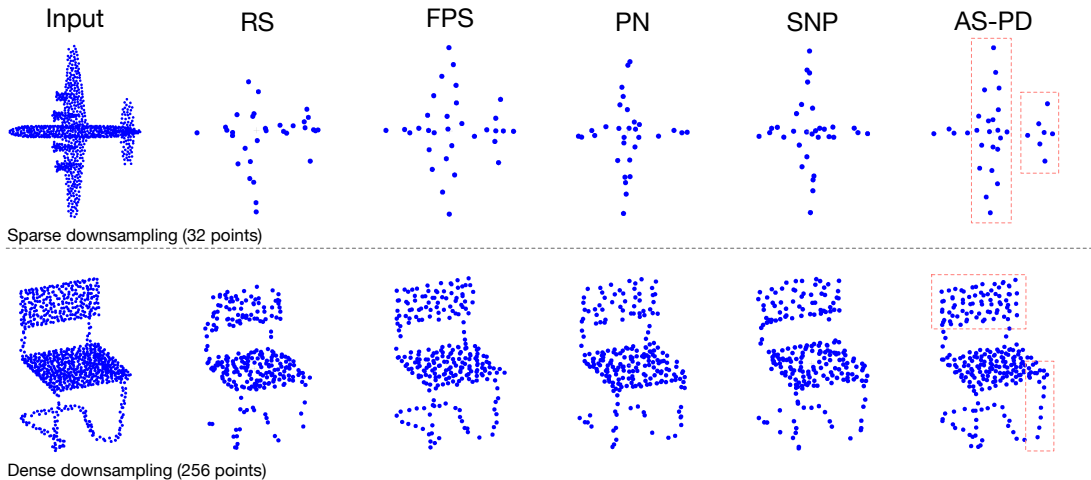 Input RS FPS PN SNP AS-PD
Sparse downsampling (32 points)
Dense downsampling (256 points)